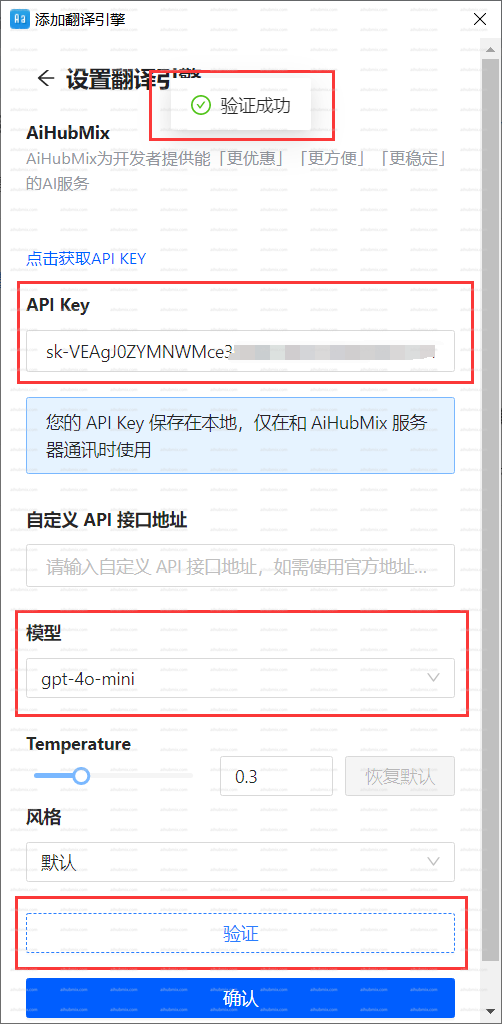 Aa 添加翻译引擎
设置翻译引擎
验证成功
AiHubMix
AiHubMix为开发者提供能「更优惠」「更方便」「更稳定」
的AI服务
点击获取API KEY
API Key
sk-VEAgJ0ZYMNWMce3
您的 API Key 保存在本地，仅在和 AiHubMix 服务
器通讯时使用
自定义 API 接口地址
请输入自定义 API 接口地址，如需使用官方地址...
模型
gpt-4o-mini
Temperature
0.3 恢复默认
风格
默认
验证
确认